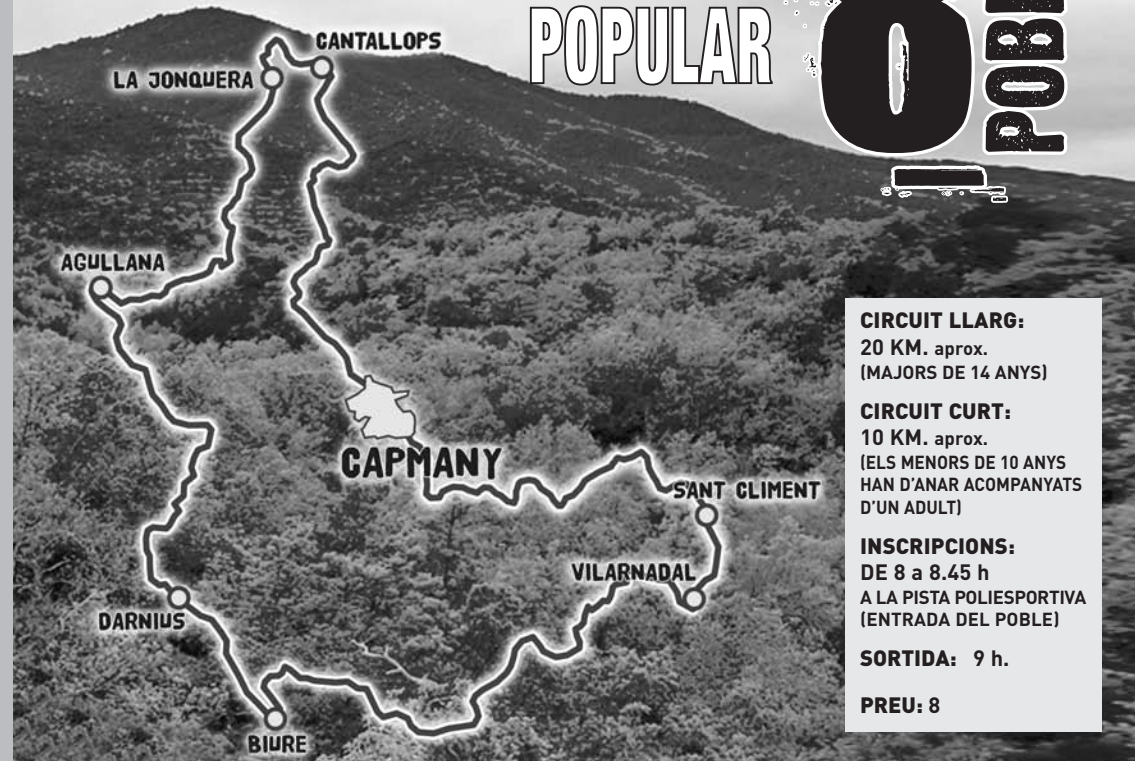 POPULAR
CANTALLOPS
LA JONQUERA
AGULLANA
CAPMANY
SANT CLIMENT
VILARNADAL
DARNIUS
BIURE
CIRCUIT LLARG:
20 KM. aprox.
(MAJORS DE 14 ANYS)
CIRCUIT CURT:
10 KM. aprox.
(ELS MENORS DE 10 ANYS
HAN D'ANAR ACOMPANYATS
D'UN ADULT)
INSCRIPCIONS:
DE 8 a 8.45 h
A LA PISTA POLIESPORTIVA
(ENTRADA DEL POBLE)
SORTIDA: 9 h.
PREU: 8